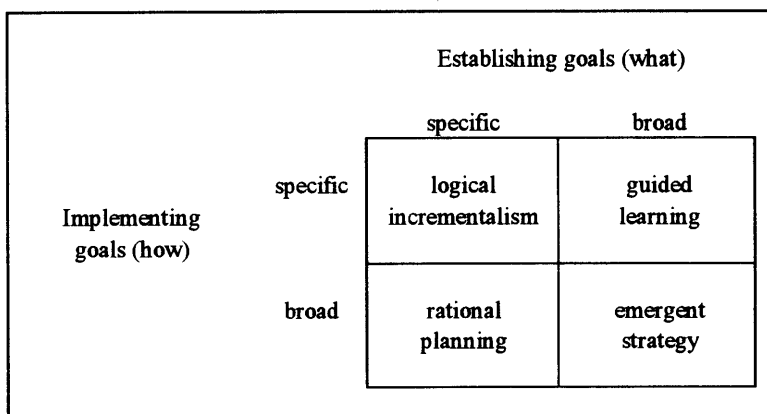 Establishing goals (what)
specific broad
specific logical guided
incrementalism learning
Implementing
goals (how)
broad rational emergent
planning strategy